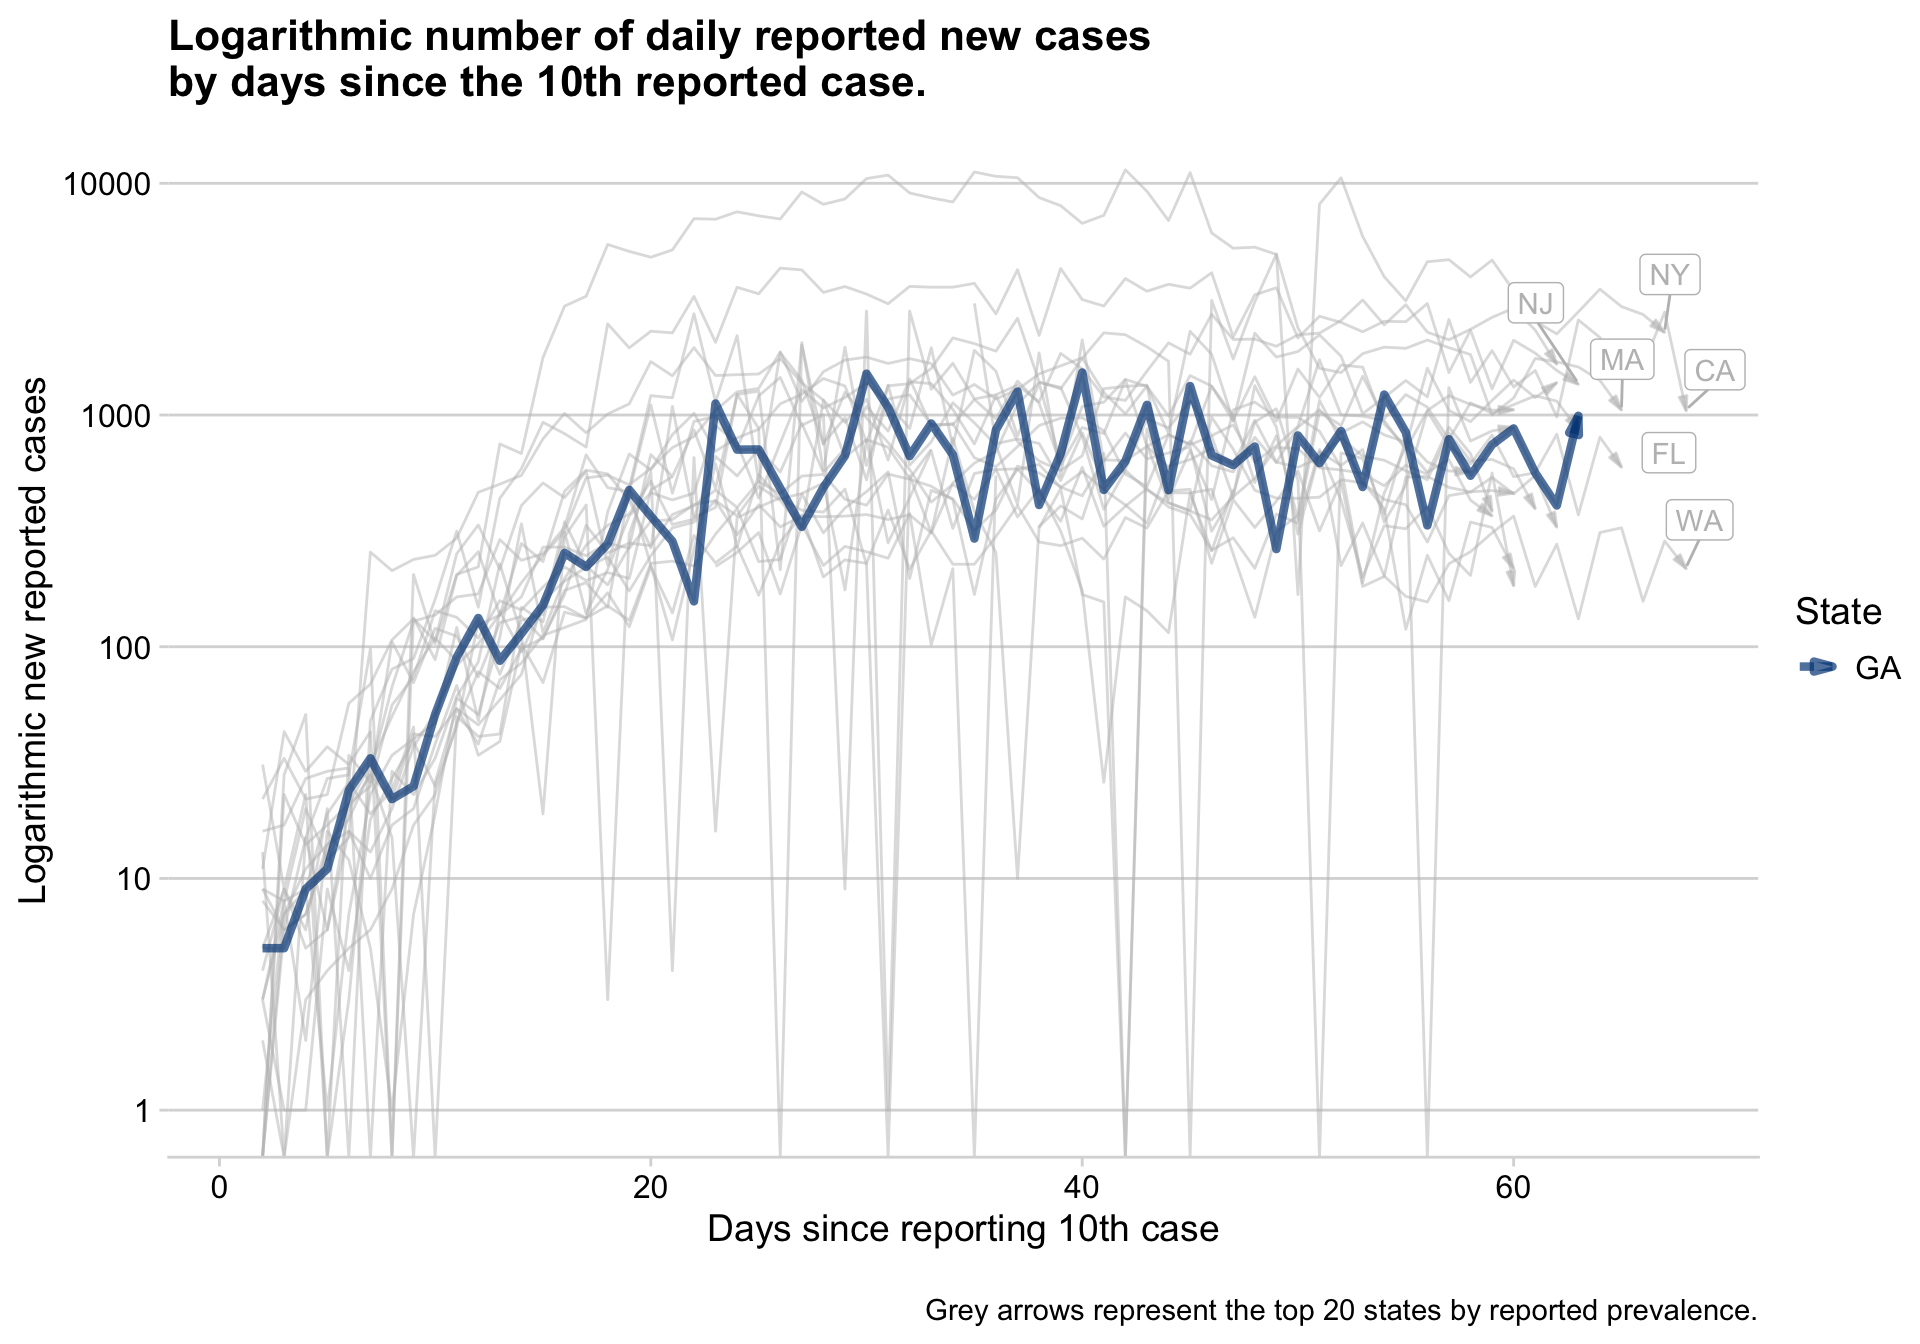 Logarithmic number of daily reported new cases
by days since the 10th reported case.
Logarithmic new reported cases
10000
1000
100
10
1
NY
NJ
MA
CA
FL
WA
State
GA
0
20
40
60
Days since reporting 10th case
Grey arrows represent the top 20 states by reported prevalence.